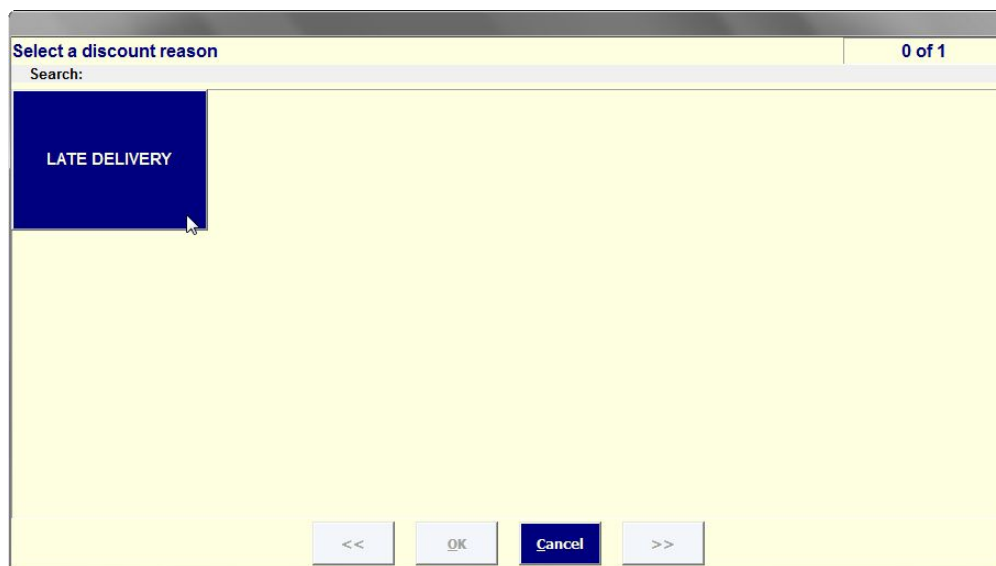 Select a discount reason 0 of 1
Search:
LATE DELIVERY
<< OK Cancel >>